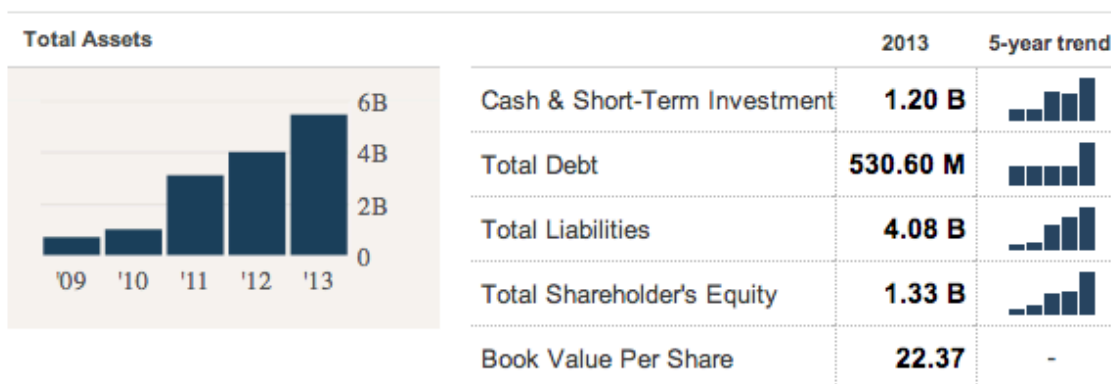 Total Assets
6B
4B
2B
0
'09 '10 '11 '12 '13
2013 5-year trend
Cash & Short-Term Investment 1.20 B
Total Debt 530.60 M
Total Liabilities 4.08 B
Total Shareholder's Equity 1.33 B
Book Value Per Share 22.37 -